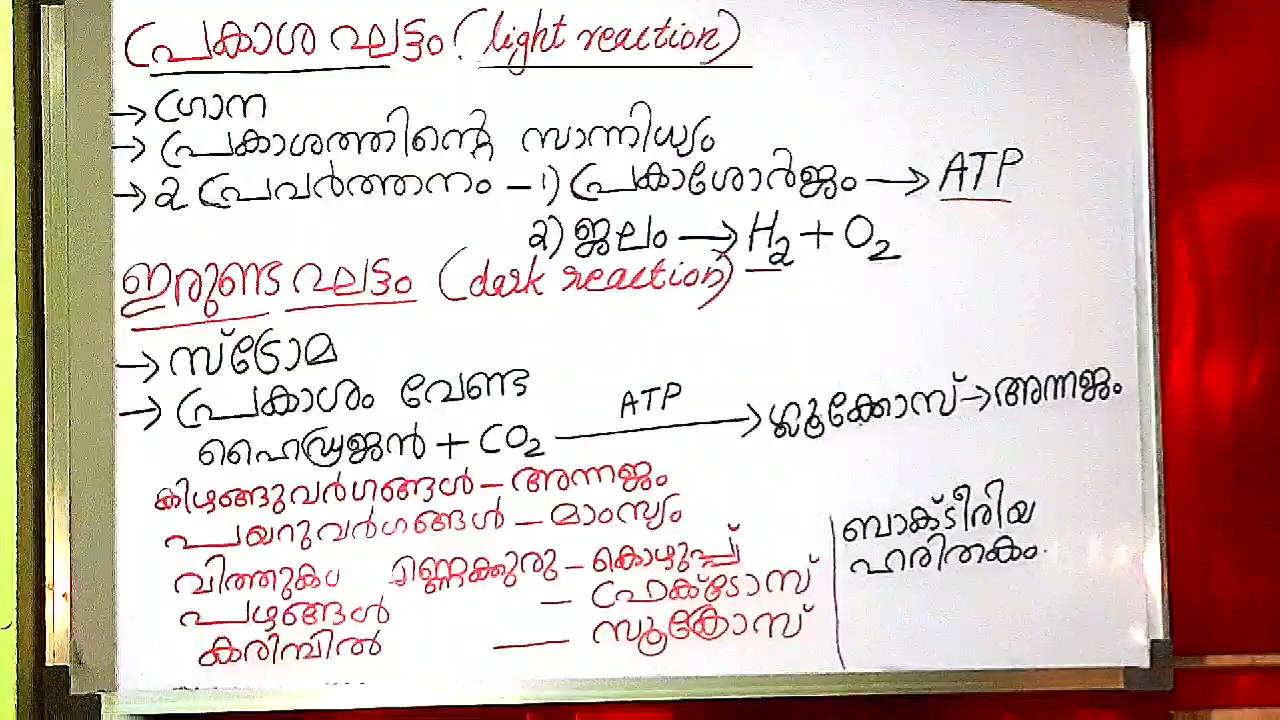 പ്രകാശ ഘട്ടം (light reaction)
→ ഗ്രാന
→ പ്രകാശത്തിന്റെ സാന്നിധ്യം
→ 2 പ്രവർത്തനം – 1) പ്രകാശോർജം → ATP
2) ജലം → H₂ + O₂
ഇരുണ്ട ഘട്ടം (dark reaction)
→ സ്ട്രോമ
→ പ്രകാശം വേണ്ട
ഹൈഡ്രജൻ + CO₂ ATP → ഗ്ലൂക്കോസ് → അന്നജം
കിഴങ്ങുവർഗങ്ങൾ – അന്നജം
പയറുവർഗങ്ങൾ – മാംസ്യം
വിത്തുകൾ എണ്ണക്കുരു – കൊഴുപ്പ്
പഴങ്ങൾ – ഫ്രക്ടോസ്
കരിമ്പിൽ — സൂക്രോസ്
ബാക്ടീരിയ
ഹരിതകം.